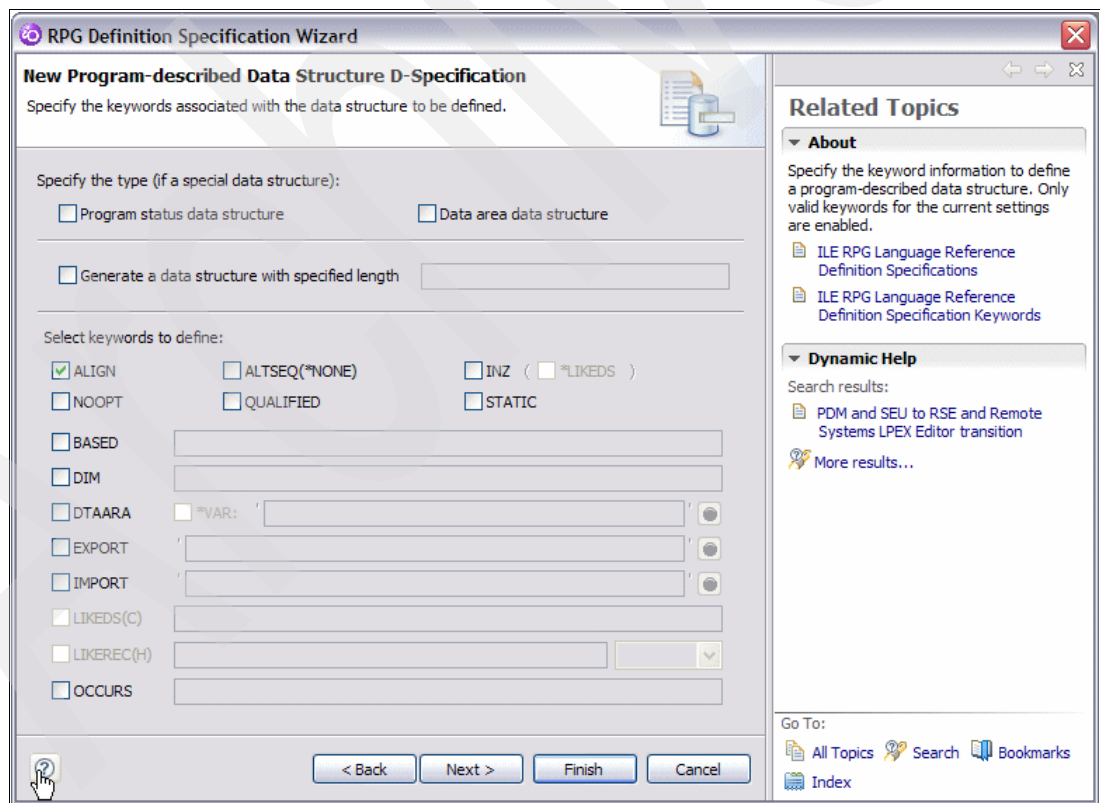 RPG Definition Specification Wizard
New Program-described Data Structure D-Specification
Specify the keywords associated with the data structure to be defined.
Specify the type (if a special data structure):
Program status data structure
Data area data structure
Generate a data structure with specified length
Select keywords to define:
ALIGN
ALTSEQ(*NONE)
INZ ( *LIKEDS )
NOOPT
QUALIFIED
STATIC
BASED
DIM
DTAARA *VAR: ' '
EXPORT ' '
IMPORT ' '
LIKEDS(C)
LIKEREC(H)
OCCURS
?
< Back
Next >
Finish
Cancel
Related Topics
About
Specify the keyword information to define
a program-described data structure. Only
valid keywords for the current settings
are enabled.
ILE RPG Language Reference
Definition Specifications
ILE RPG Language Reference
Definition Specification Keywords
Dynamic Help
Search results:
PDM and SEU to RSE and Remote
Systems LPEX Editor transition
More results...
Go To:
All Topics
Search
Bookmarks
Index